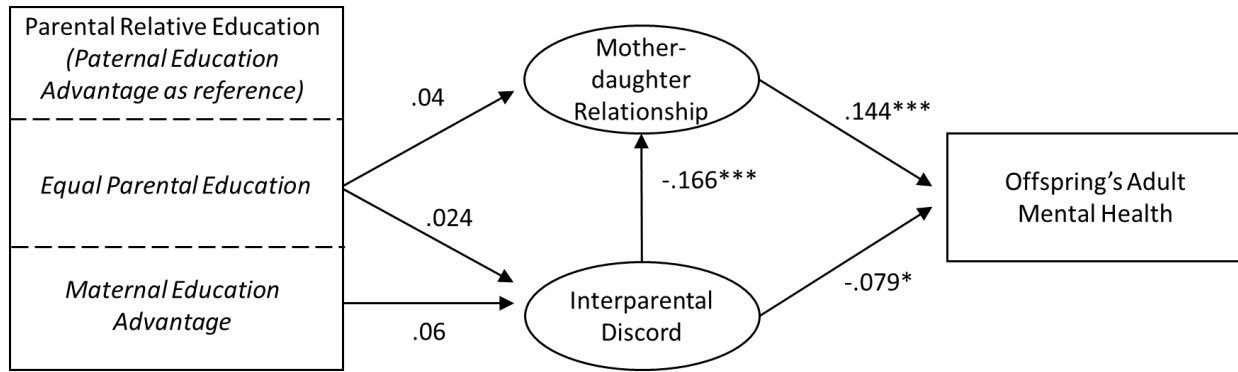 Parental Relative Education
(Paternal Education
Advantage as reference)
Equal Parental Education
Maternal Education
Advantage
.04
.024
.06
Mother-
daughter
Relationship
-.166***
Interparental
Discord
.144***
-.079*
Offspring's Adult
Mental Health